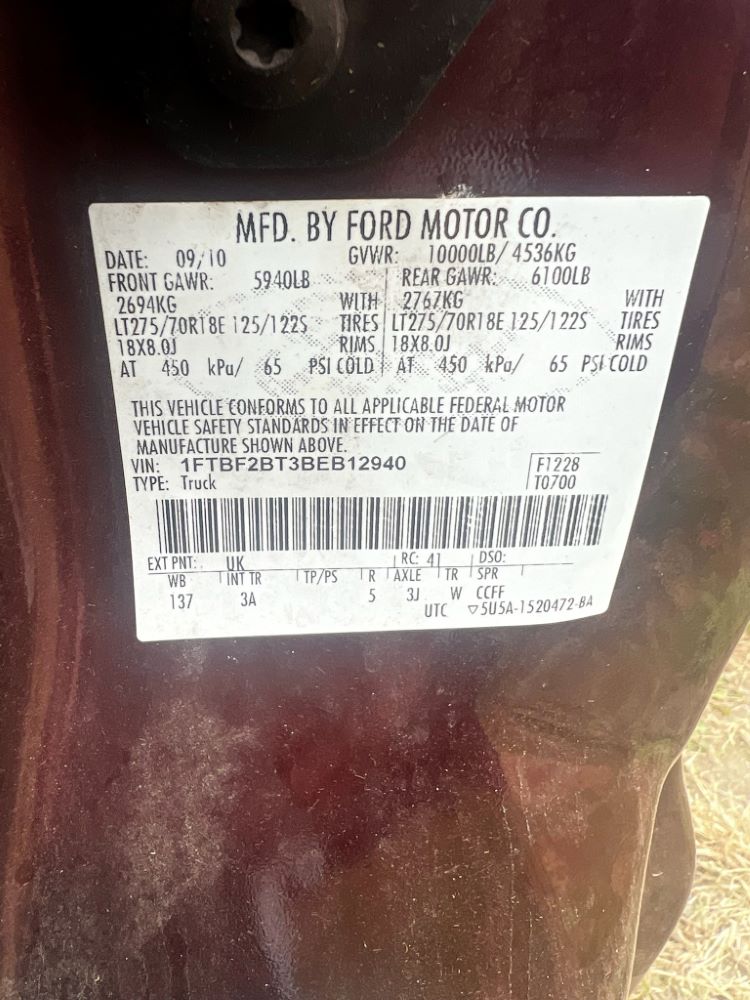 MFD. BY FORD MOTOR CO.
DATE: 09/10 GVWR: 10000LB/ 4536KG
FRONT GAWR: 5940LB REAR GAWR: 6100LB
2694KG WITH 2767KG WITH
LT275/70R18E 125/122S TIRES LT275/70R18E 125/122S TIRES
18X8.0J RIMS 18X8.0J RIMS
AT 450 kPa/ 65 PSI COLD AT 450 kPa/ 65 PSI COLD
THIS VEHICLE CONFORMS TO ALL APPLICABLE FEDERAL MOTOR
VEHICLE SAFETY STANDARDS IN EFFECT ON THE DATE OF
MANUFACTURE SHOWN ABOVE.
VIN: 1FTBF2BT3BEB12940 F1228
TYPE: Truck T0700
EXT PNT: UK RC: 41 DSO:
WB INT TR TP/PS R AXLE TR SPR
137 3A 5 3J W CCFF
UTC ▽5U5A-1520472-BA